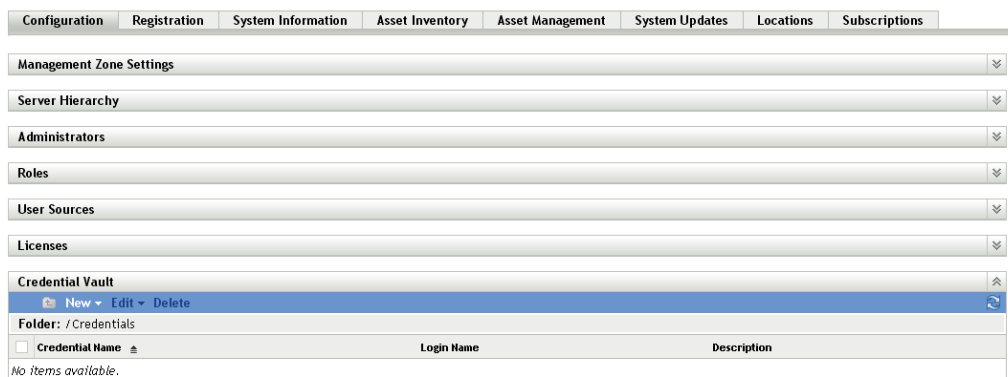 Configuration Registration System Information Asset Inventory Asset Management System Updates Locations Subscriptions
Management Zone Settings
Server Hierarchy
Administrators
Roles
User Sources
Licenses
Credential Vault
New Edit Delete
Folder: / Credentials
Credential Name Login Name Description
No items available.